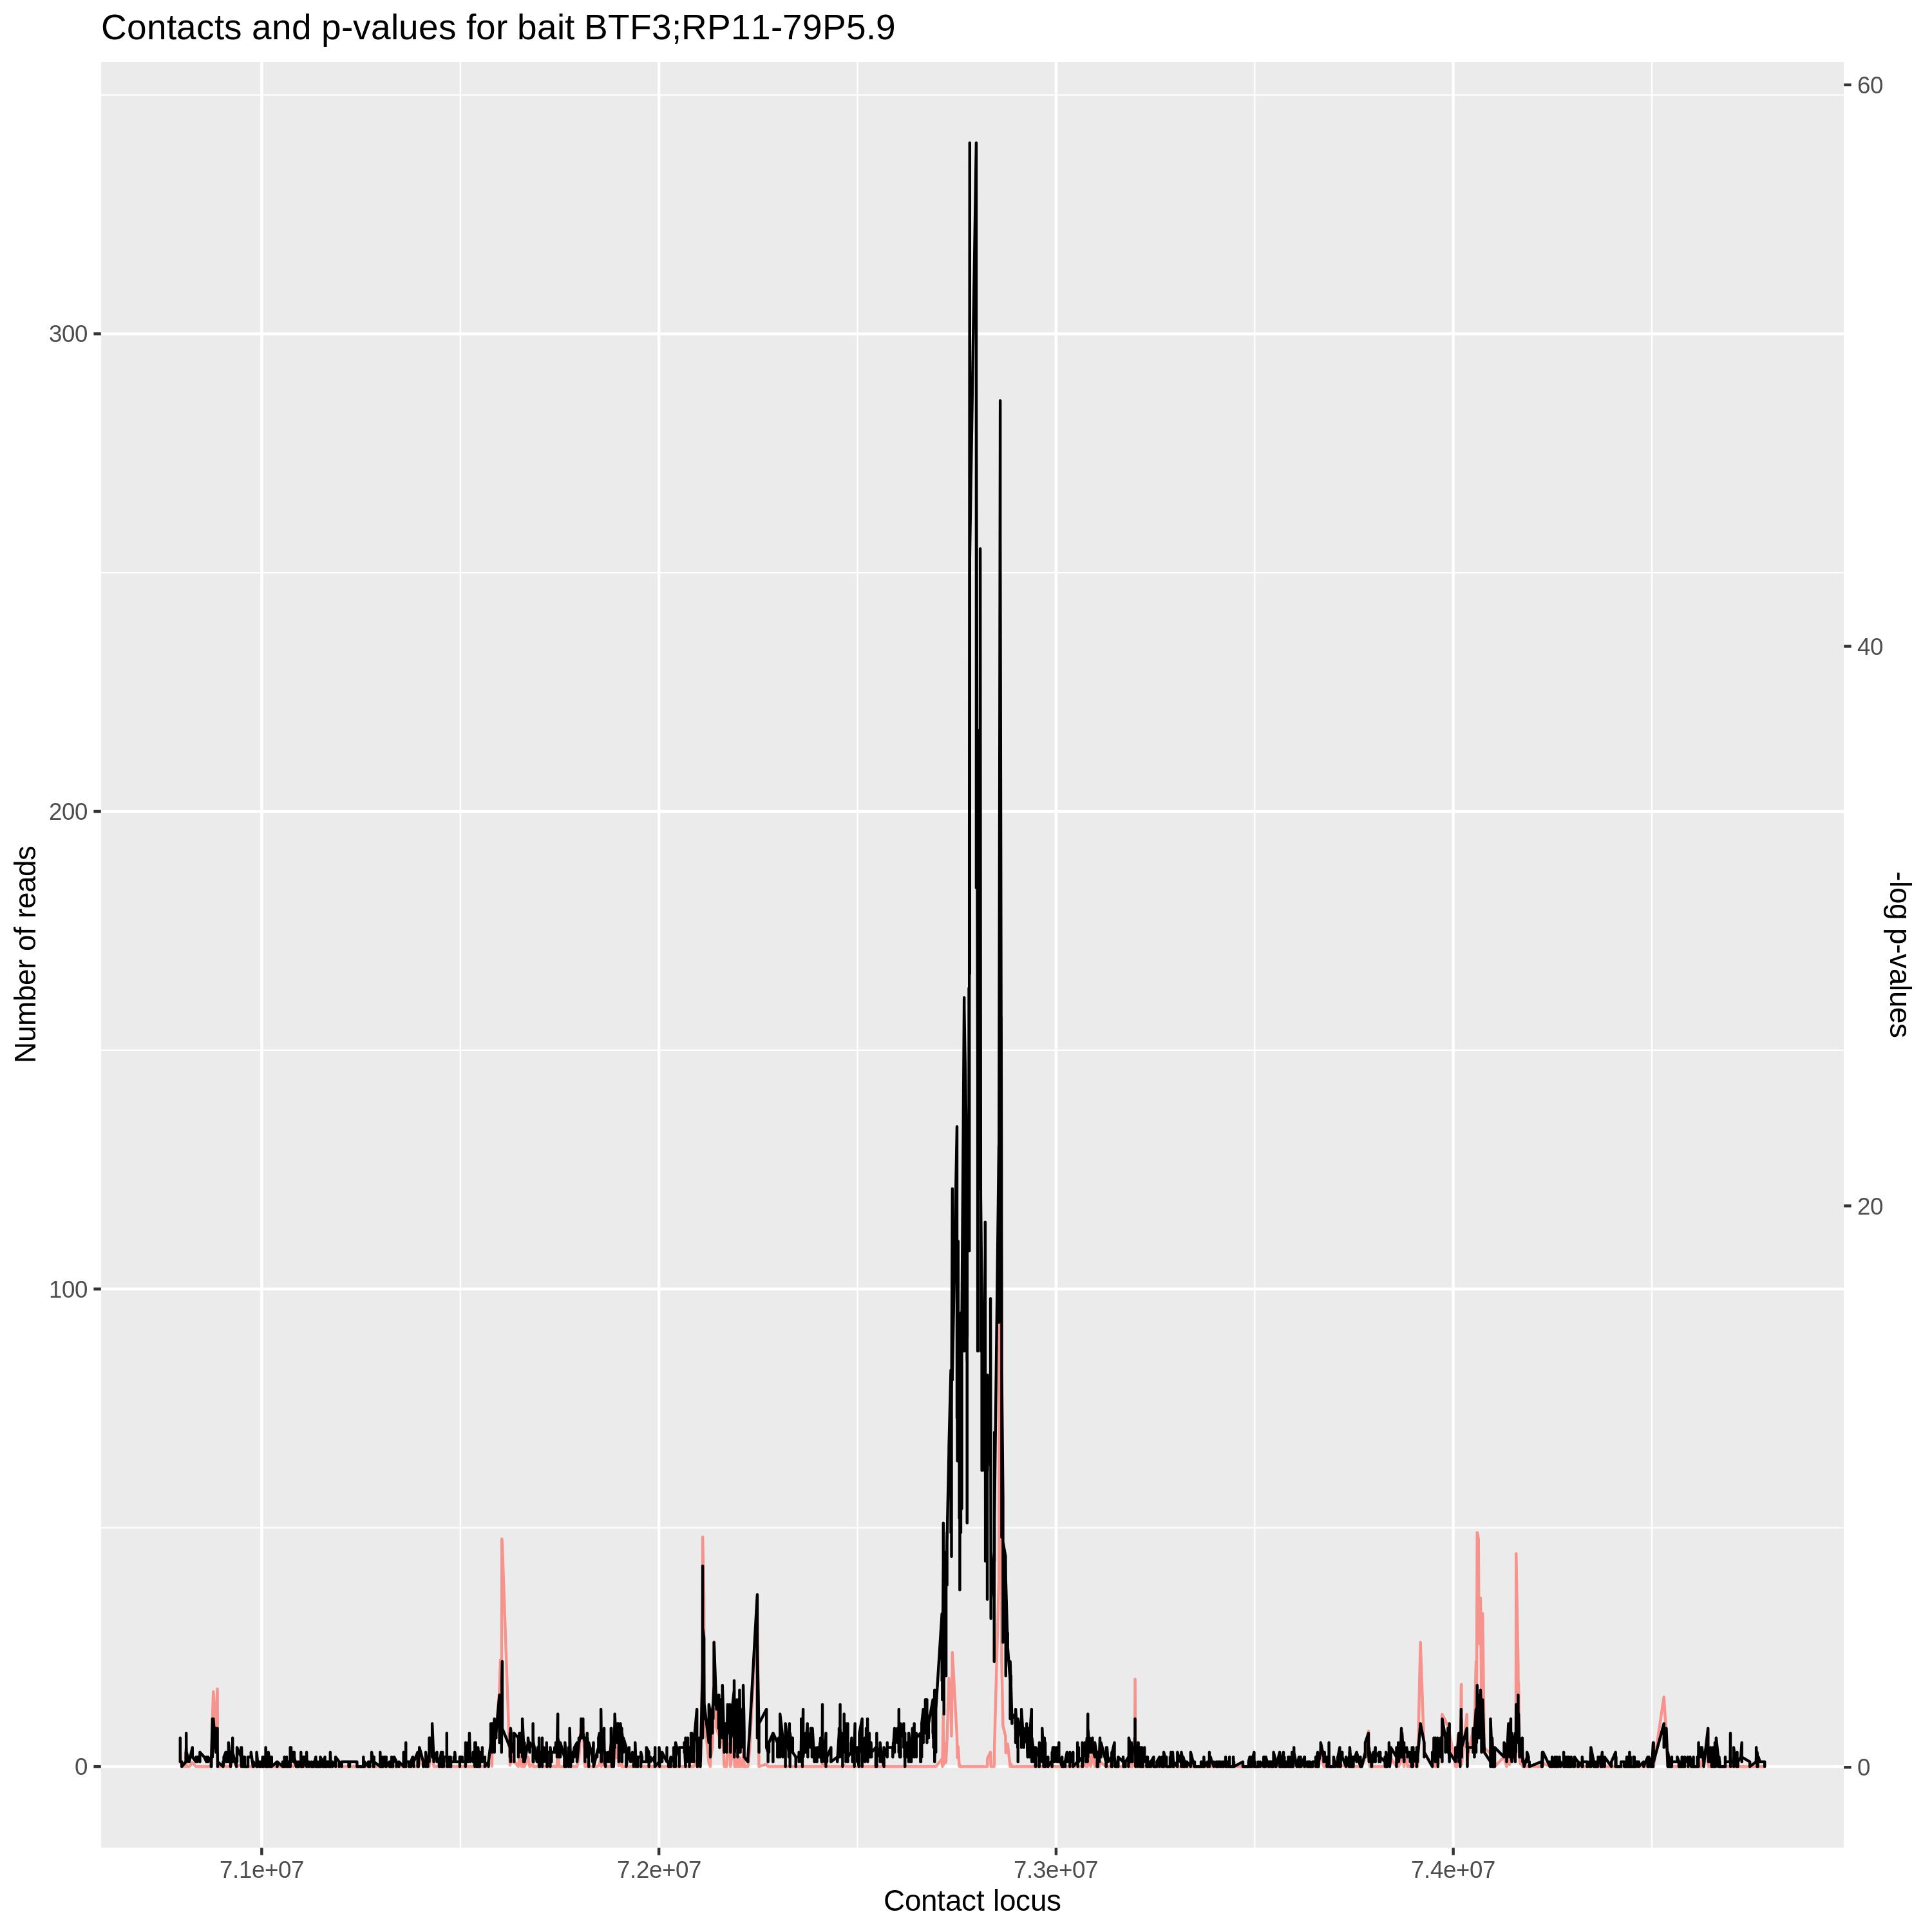 Contacts and p-values for bait BTF3;RP11-79P5.9
60
300
40
200
Number of reads
-log p-values
20
100
0
0
7.1e+07
7.2e+07
7.3e+07
7.4e+07
Contact locus